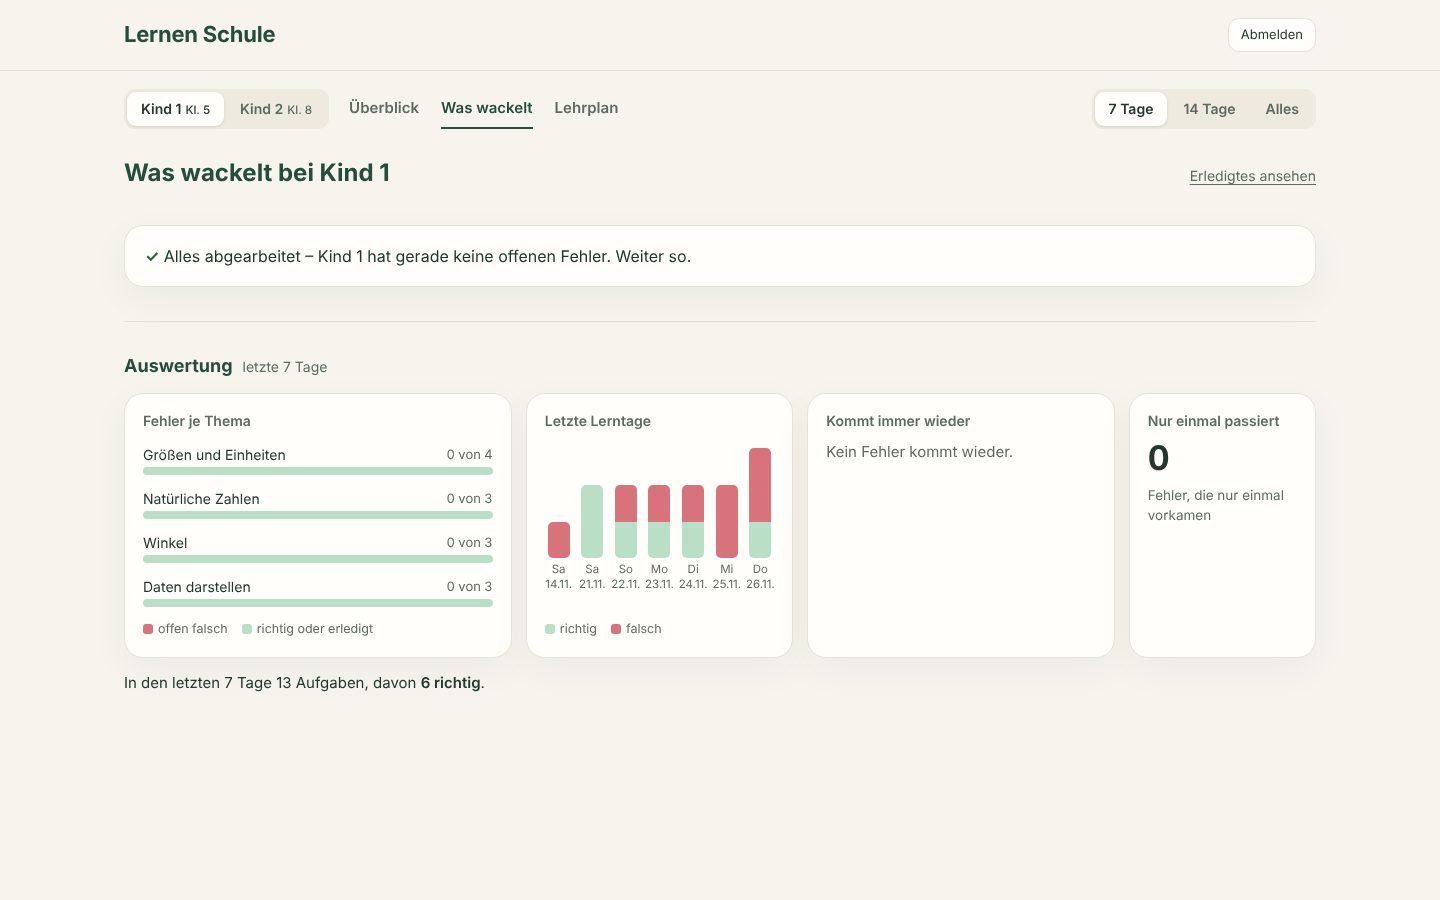 Lernen Schule
Abmelden
Kind 1 Kl. 5
Kind 2 Kl. 8
Überblick
Was wackelt
Lehrplan
7 Tage
14 Tage
Alles
Was wackelt bei Kind 1
Erledigtes ansehen
✓ Alles abgearbeitet – Kind 1 hat gerade keine offenen Fehler. Weiter so.
Auswertung letzte 7 Tage
Fehler je Thema
Größen und Einheiten 0 von 4
Natürliche Zahlen 0 von 3
Winkel 0 von 3
Daten darstellen 0 von 3
offen falsch
richtig oder erledigt
Letzte Lerntage
Sa Sa So Mo Di Mi Do
14.11. 21.11. 22.11. 23.11. 24.11. 25.11. 26.11.
richtig
falsch
Kommt immer wieder
Kein Fehler kommt wieder.
Nur einmal passiert
0
Fehler, die nur einmal
vorkamen
In den letzten 7 Tage 13 Aufgaben, davon 6 richtig.